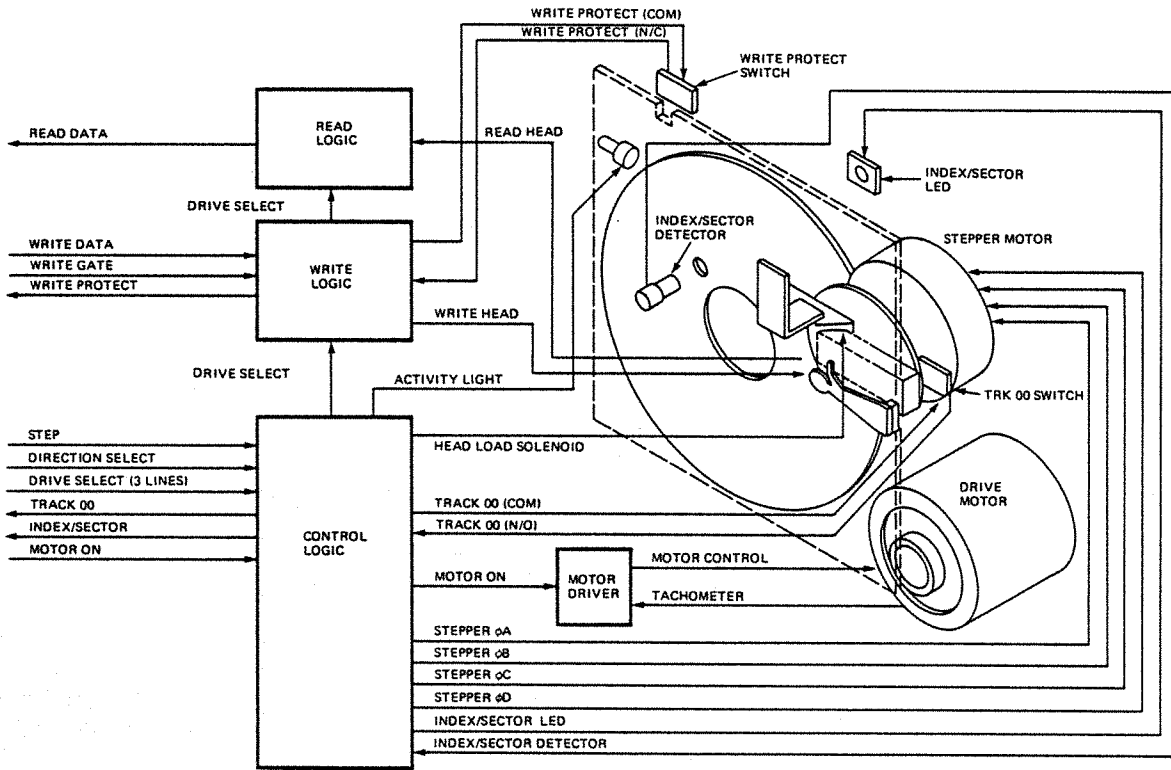 WRITE PROTECT (COM)
WRITE PROTECT (N/C)
WRITE PROTECT
SWITCH
READ DATA
READ
LOGIC
READ HEAD
INDEX/SECTOR
LED
DRIVE SELECT
INDEX/SECTOR
DETECTOR
STEPPER MOTOR
WRITE DATA
WRITE GATE
WRITE PROTECT
WRITE
LOGIC
WRITE HEAD
DRIVE SELECT
ACTIVITY LIGHT
TRK 00 SWITCH
STEP
DIRECTION SELECT
DRIVE SELECT (3 LINES)
TRACK 00
INDEX/SECTOR
MOTOR ON
CONTROL
LOGIC
HEAD LOAD SOLENOID
DRIVE
MOTOR
TRACK 00 (COM)
TRACK 00 (N/O)
MOTOR ON
MOTOR
DRIVER
MOTOR CONTROL
TACHOMETER
STEPPER φA
STEPPER φB
STEPPER φC
STEPPER φD
INDEX/SECTOR LED
INDEX/SECTOR DETECTOR